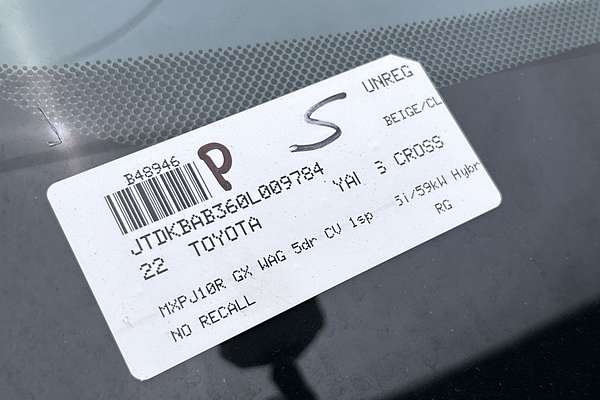 UNREG
S
BEIGE/CL
B48946
P
JTDKBAB360L009784
22 TOYOTA YAI 3 CROSS
MXPJ10R GX WAG 5dr CV 1sp 3i/59kW Hybr
NO RECALL RG